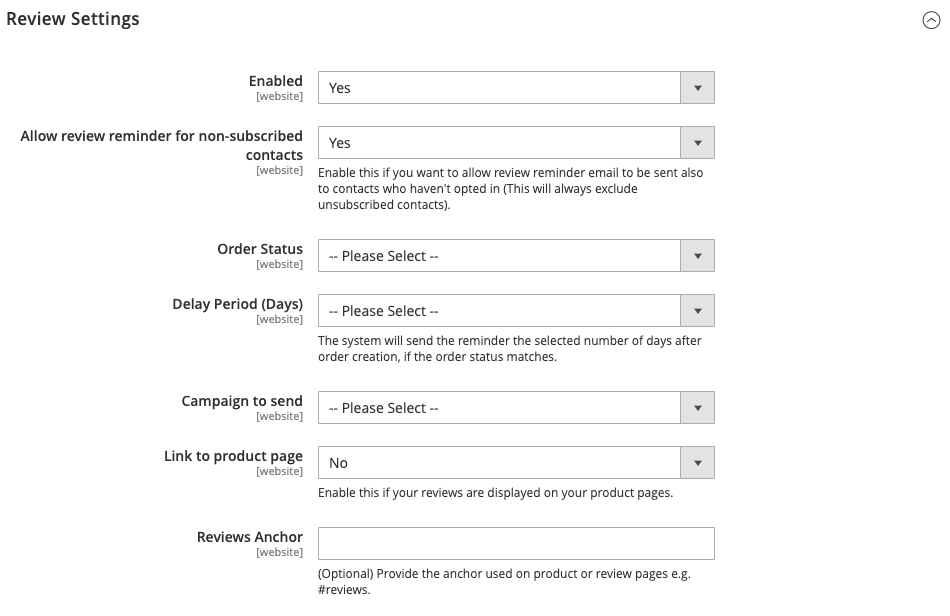 Review Settings
Enabled
[website]
Yes
Allow review reminder for non-subscribed
contacts
[website]
Yes
Enable this if you want to allow review reminder email to be sent also
to contacts who haven't opted in (This will always exclude
unsubscribed contacts).
Order Status
[website]
-- Please Select --
Delay Period (Days)
[website]
-- Please Select --
The system will send the reminder the selected number of days after
order creation, if the order status matches.
Campaign to send
[website]
-- Please Select --
Link to product page
[website]
No
Enable this if your reviews are displayed on your product pages.
Reviews Anchor
[website]
(Optional) Provide the anchor used on product or review pages e.g.
#reviews.